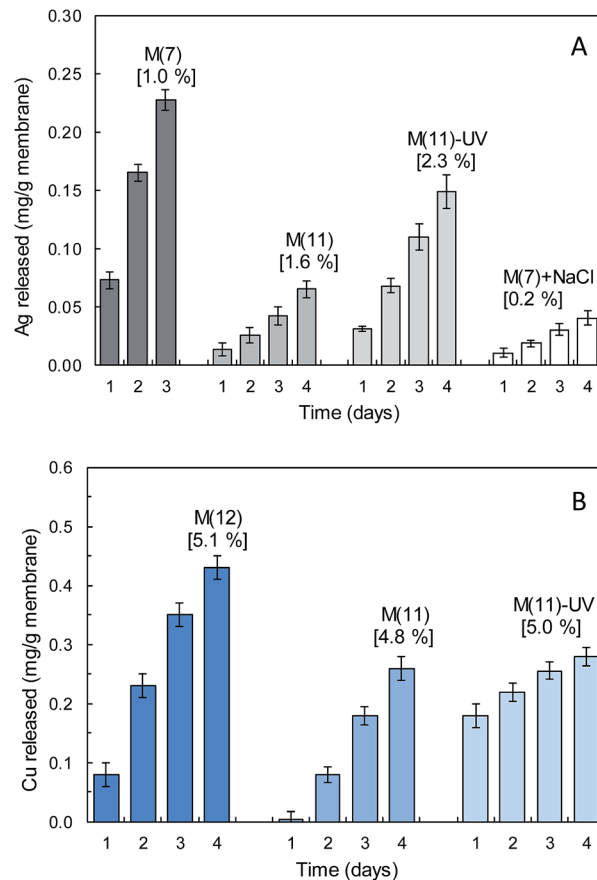 A
0.30
0.25
0.20
0.15
0.10
0.05
0.00
Ag released (mg/g membrane)
M(7)
[1.0 %]
M(11)
[1.6 %]
M(11)-UV
[2.3 %]
M(7)+NaCl
[0.2 %]
1 2 3 1 2 3 4 1 2 3 4 1 2 3 4
Time (days)
B
0.6
0.5
0.4
0.3
0.2
0.1
0.0
Cu released (mg/g membrane)
M(12)
[5.1 %]
M(11)
[4.8 %]
M(11)-UV
[5.0 %]
1 2 3 4 1 2 3 4 1 2 3 4
Time (days)